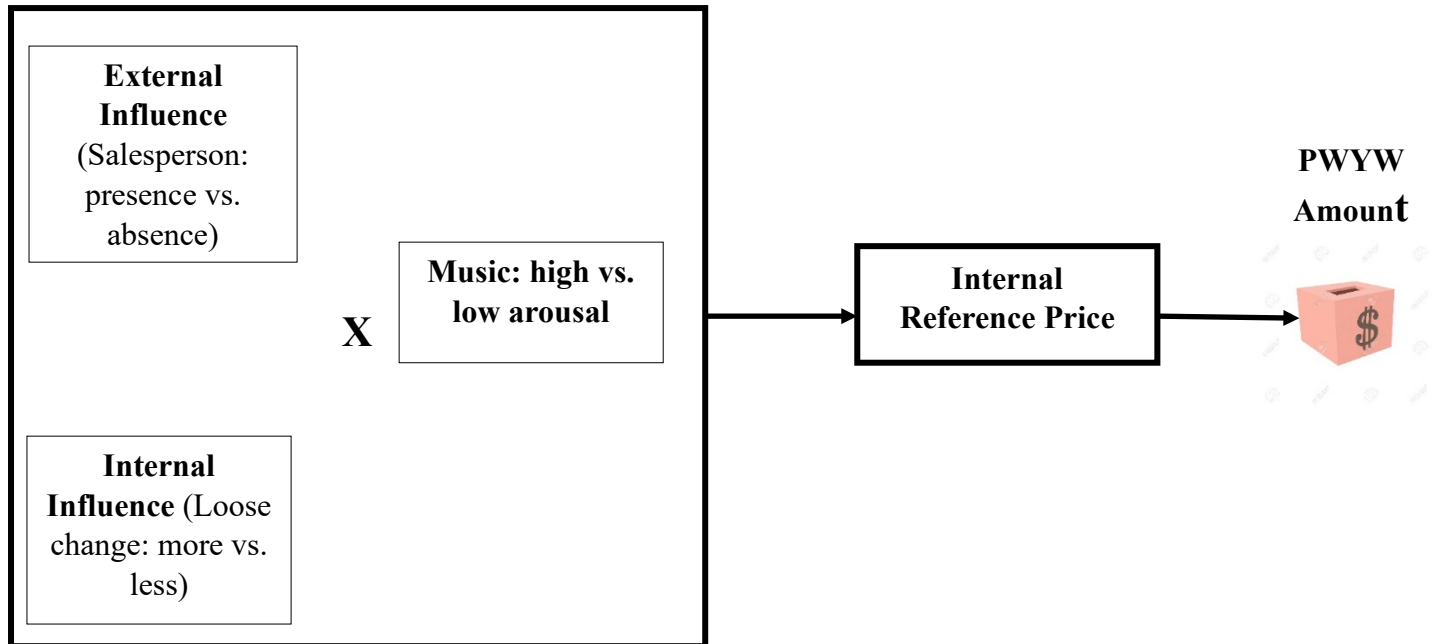 External
Influence
(Salesperson:
presence vs.
absence)
X
Music: high vs.
low arousal
Internal
Influence (Loose
change: more vs.
less)
Internal
Reference Price
PWYW
Amount
$